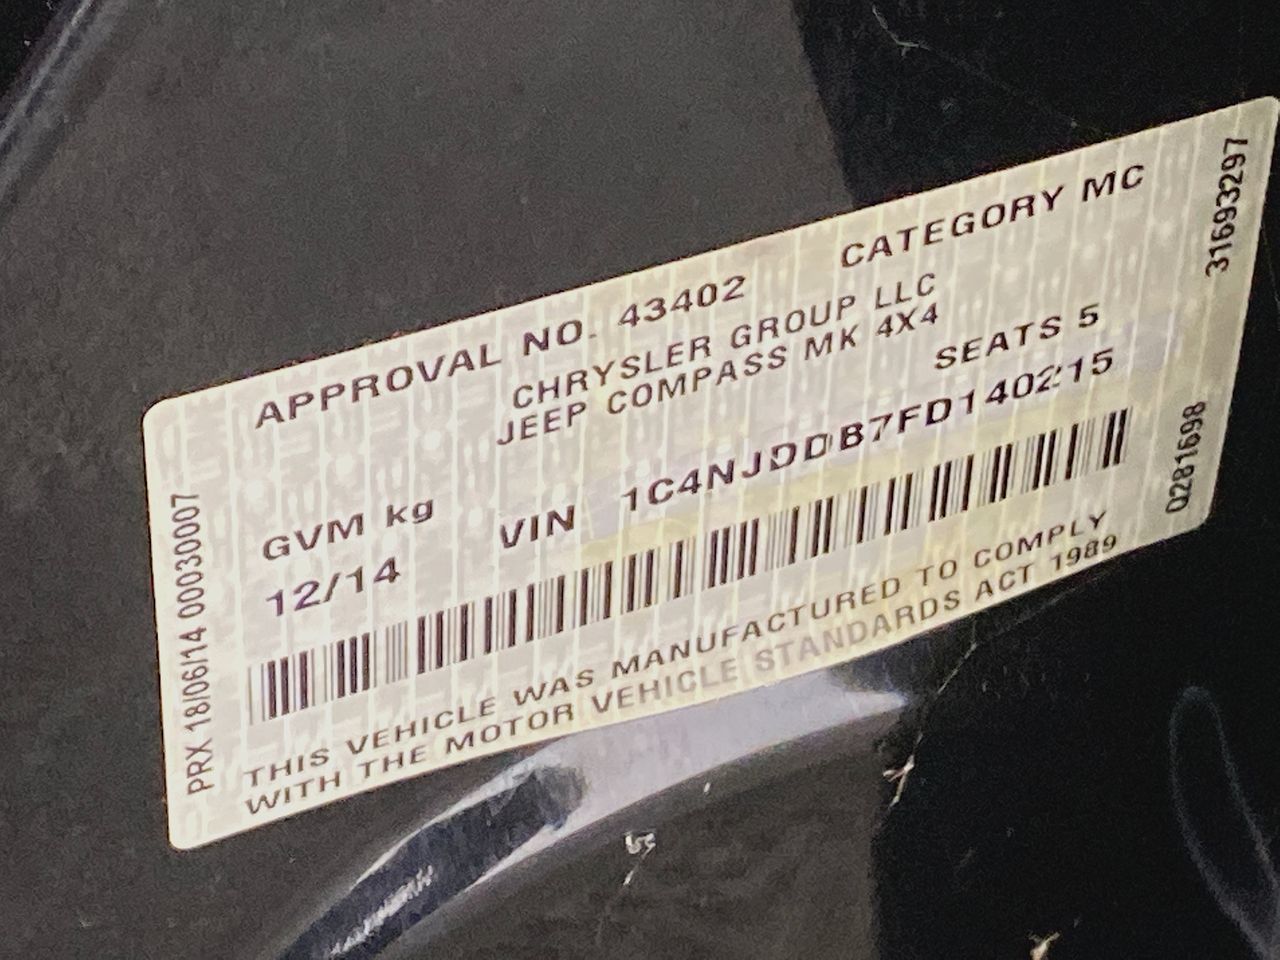 APPROVAL NO. 43402 CATEGORY MC
CHRYSLER GROUP LLC
JEEP COMPASS MK 4X4
SEATS 5
GVM kg VIN 1C4NJDDB7FD140215
12/14
THIS VEHICLE WAS MANUFACTURED TO COMPLY
WITH THE MOTOR VEHICLE STANDARDS ACT 1989
PRX 18/06/14 00030007
31693297
0281698